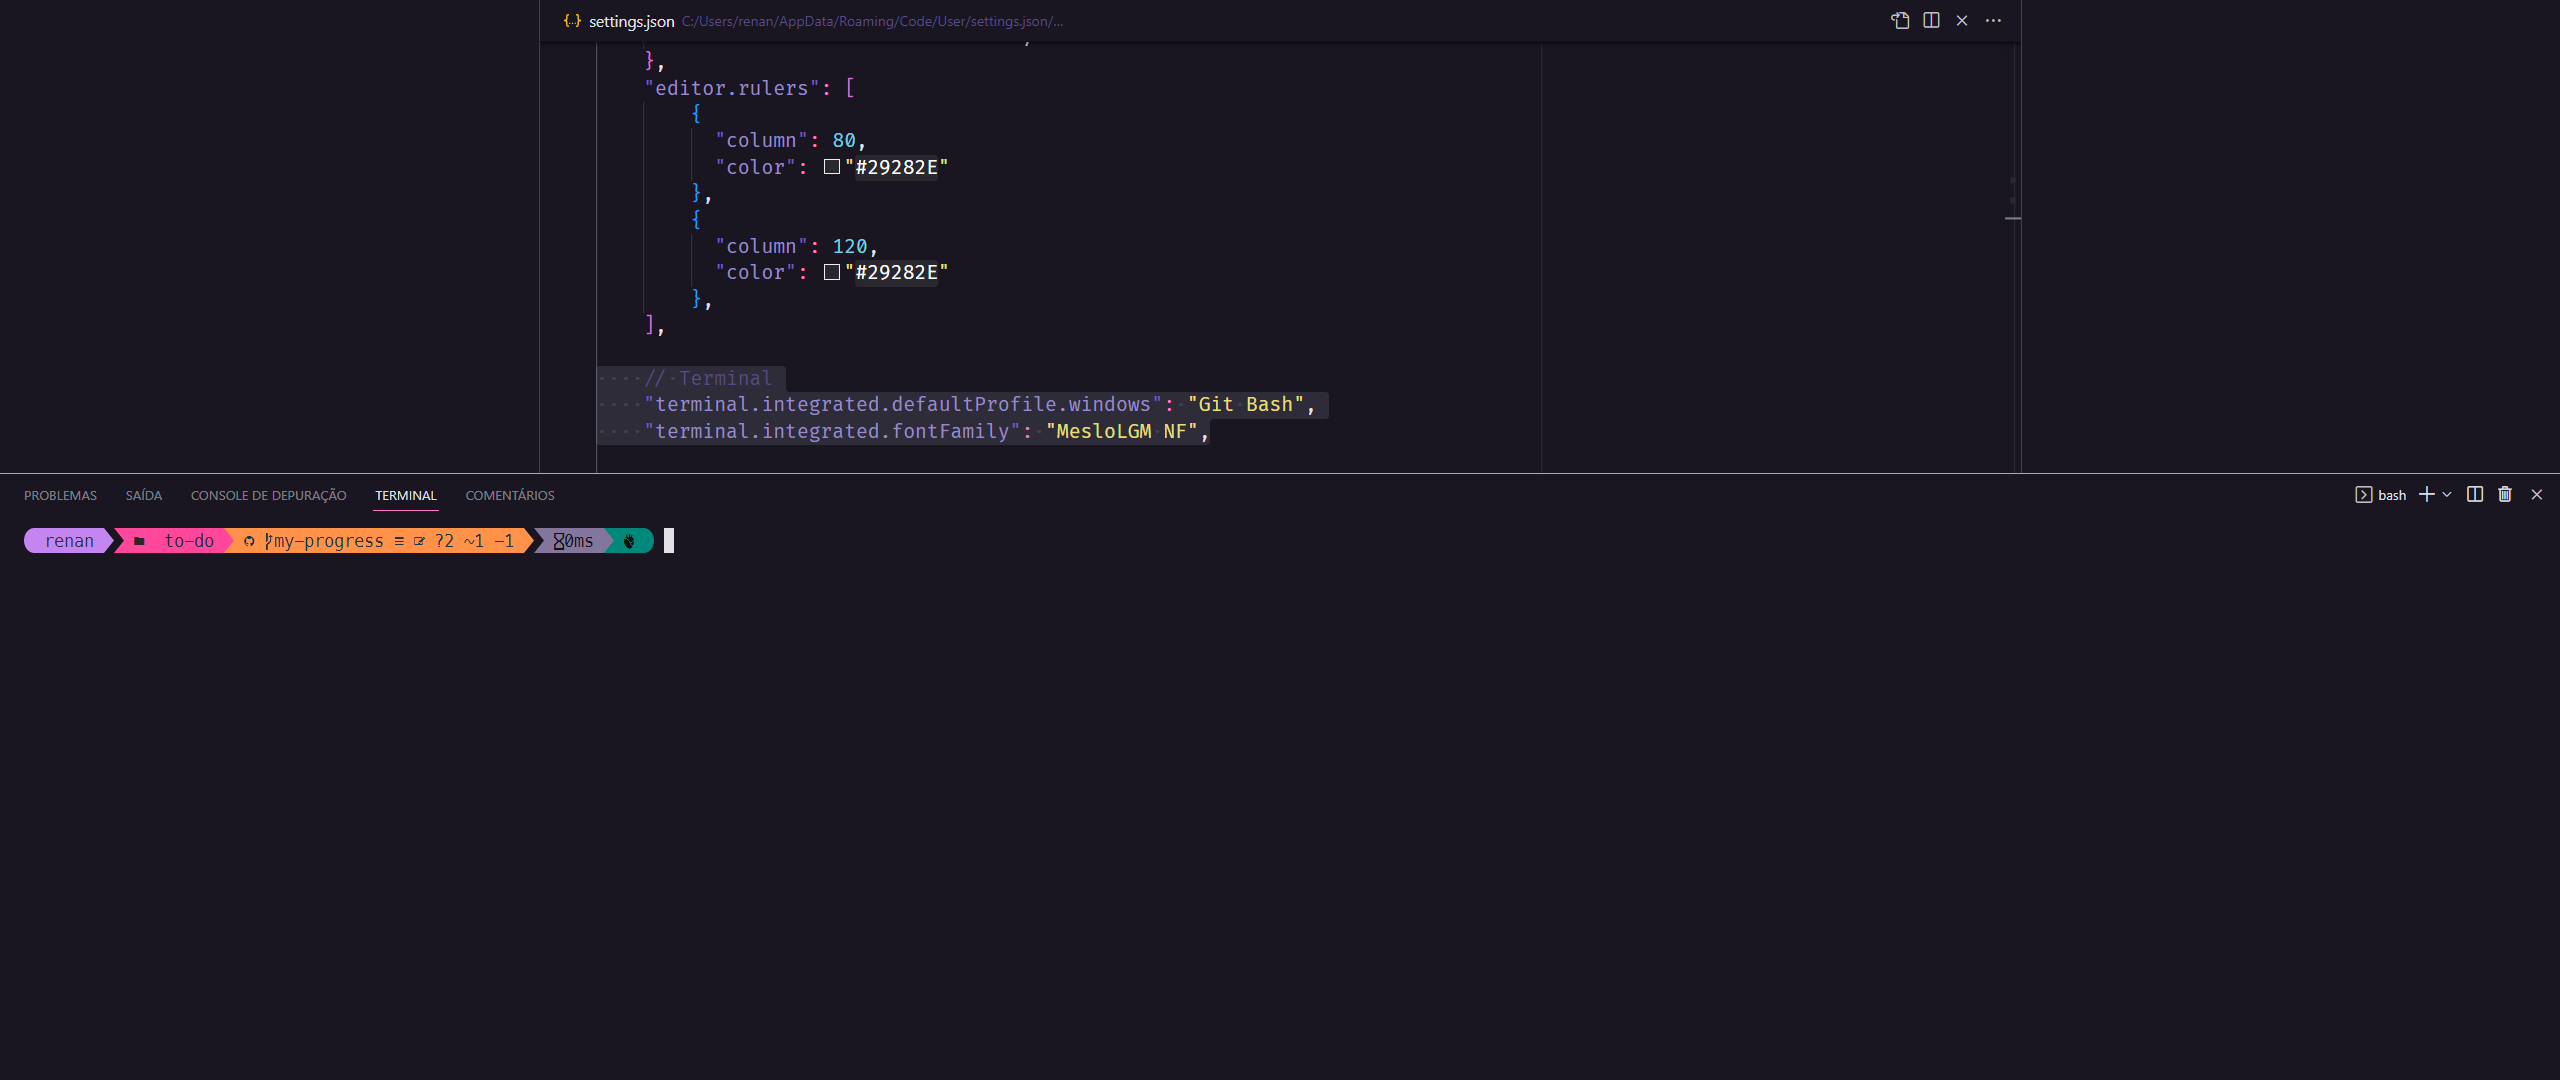 {..} settings.json C:/Users/renan/AppData/Roaming/Code/User/settings.json/...
},
"editor.rulers": [
{
"column": 80,
"color": "#29282E"
},
{
"column": 120,
"color": "#29282E"
},
],
// Terminal
"terminal.integrated.defaultProfile.windows": "Git Bash",
"terminal.integrated.fontFamily": "MesloLGM NF",
PROBLEMAS SAÍDA CONSOLE DE DEPURAÇÃO TERMINAL COMENTÁRIOS bash
renan to-do my-progress ≡ ?2 ~1 -1 0ms